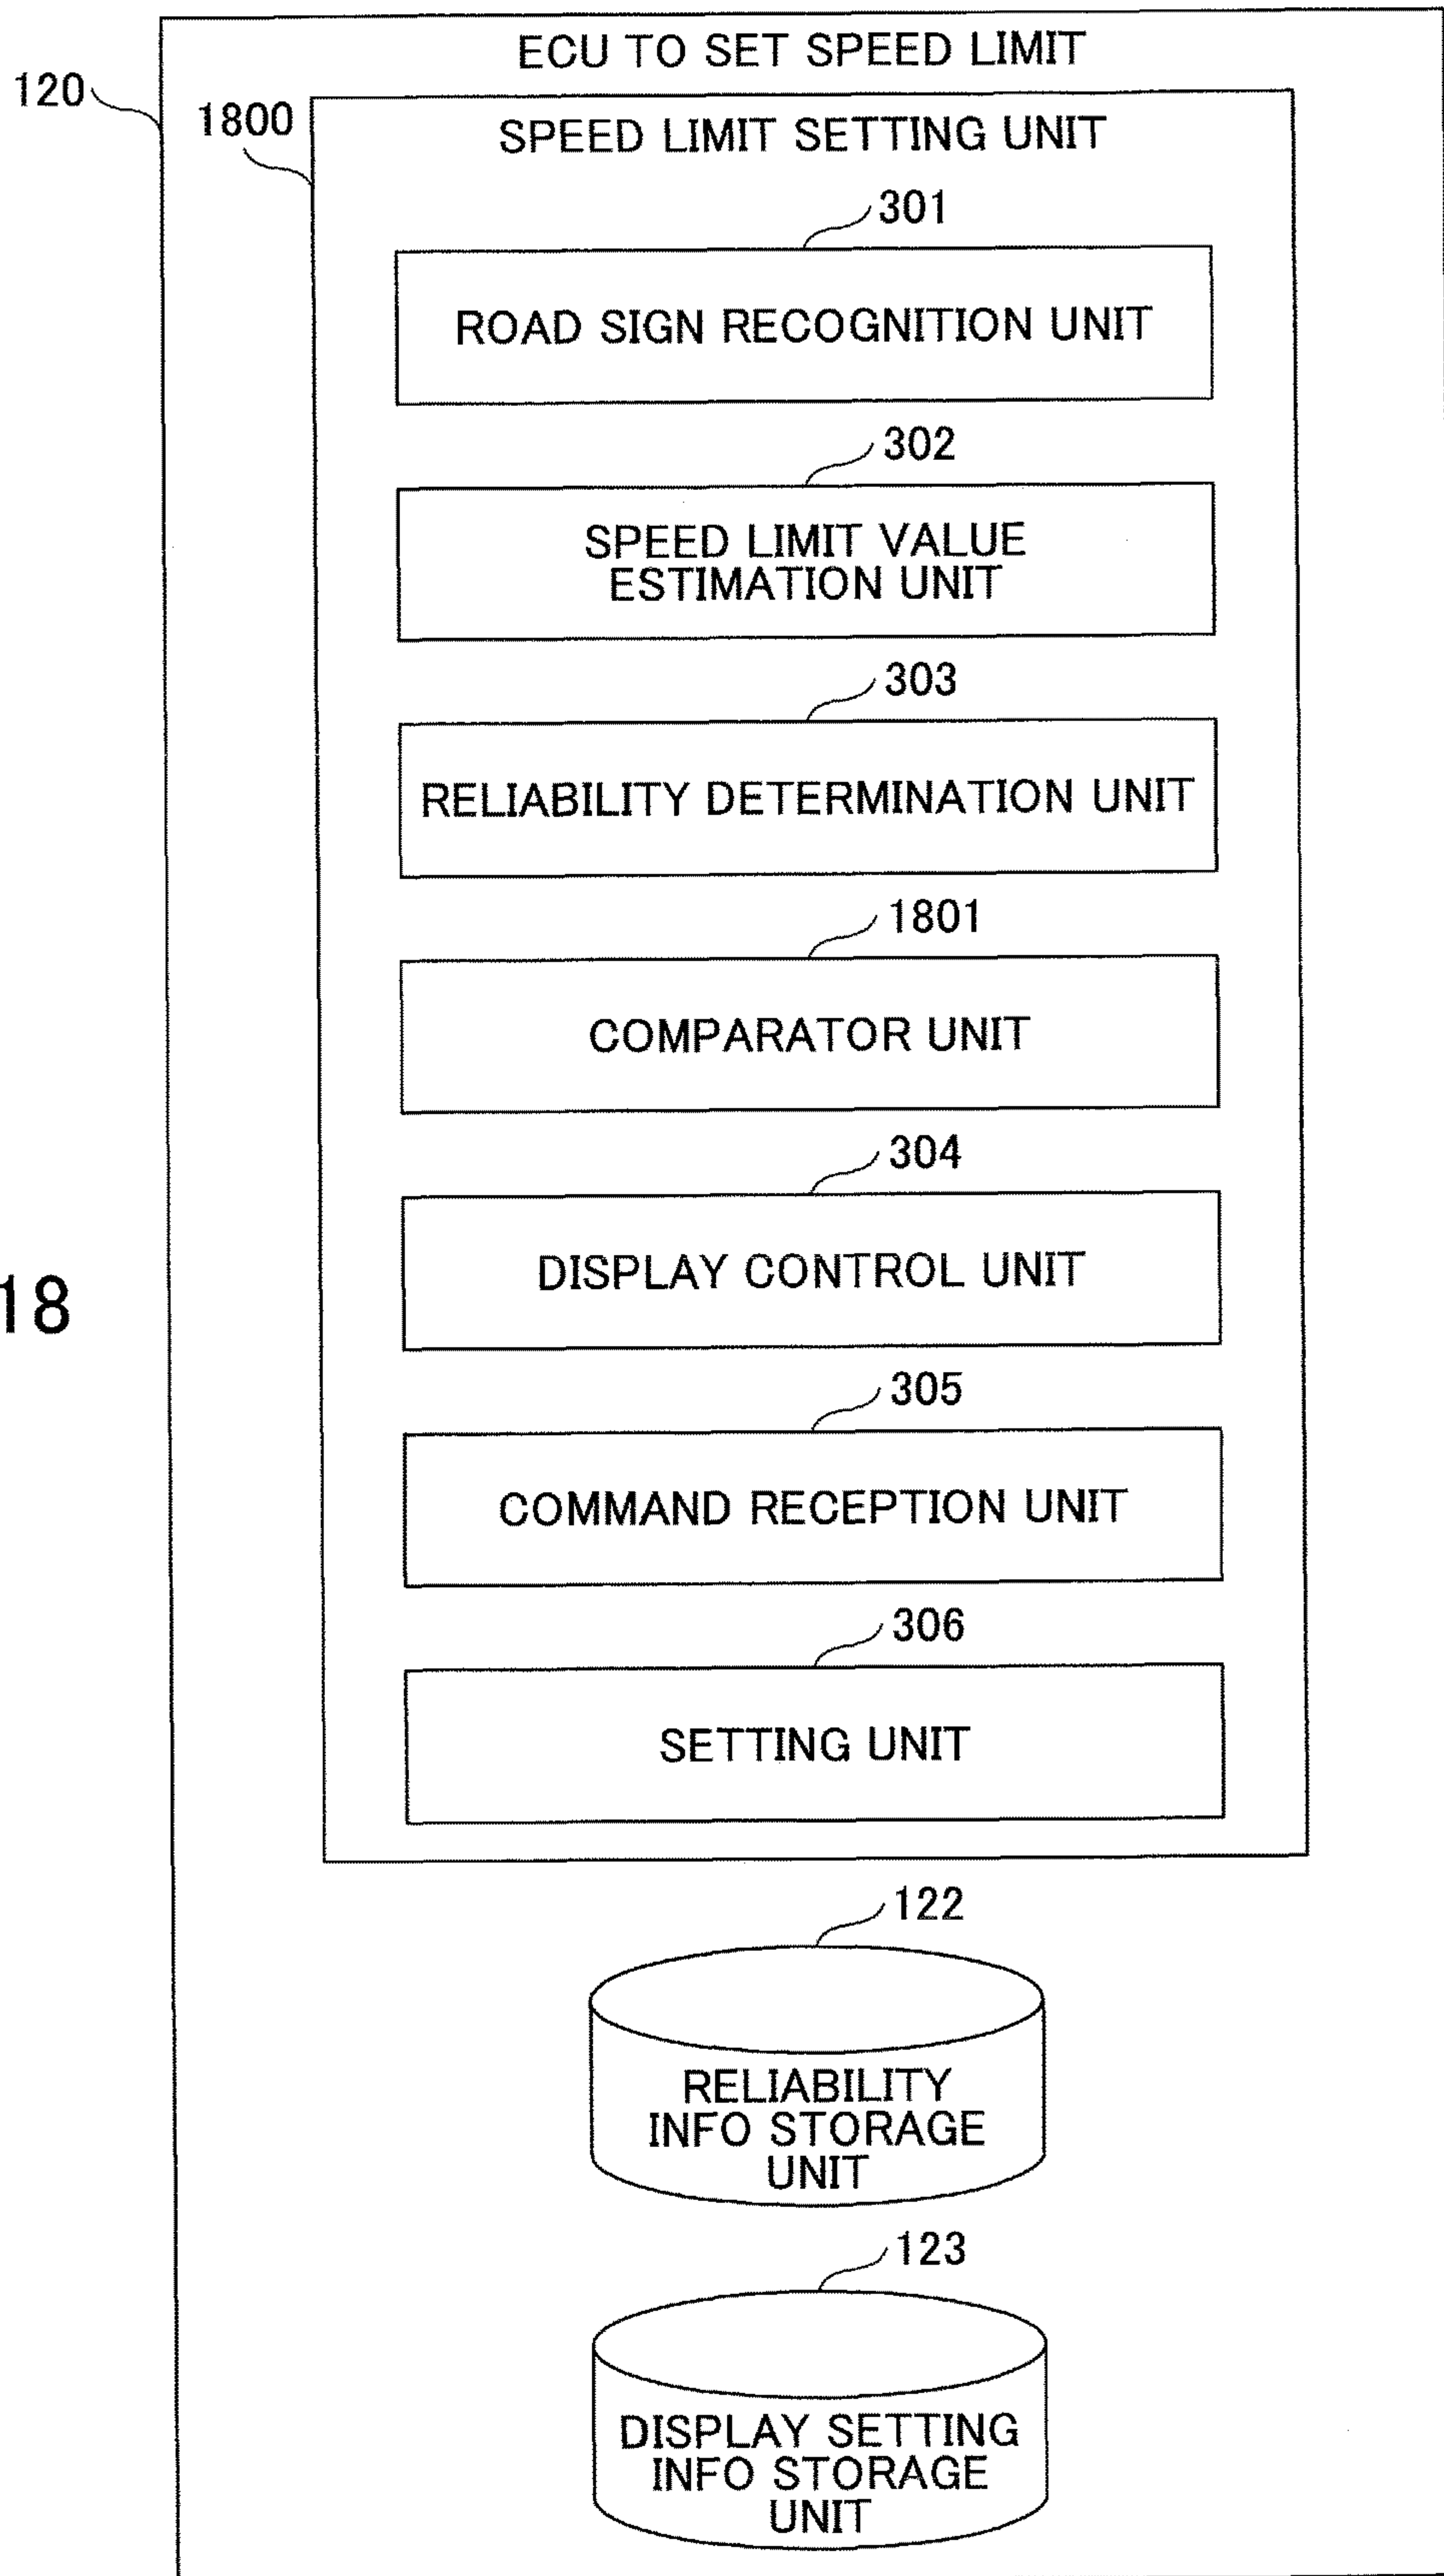 ECU TO SET SPEED LIMIT
120
1800
SPEED LIMIT SETTING UNIT
301
ROAD SIGN RECOGNITION UNIT
302
SPEED LIMIT VALUE
ESTIMATION UNIT
303
RELIABILITY DETERMINATION UNIT
1801
COMPARATOR UNIT
304
DISPLAY CONTROL UNIT
18
305
COMMAND RECEPTION UNIT
306
SETTING UNIT
122
RELIABILITY
INFO STORAGE
UNIT
123
DISPLAY SETTING
INFO STORAGE
UNIT